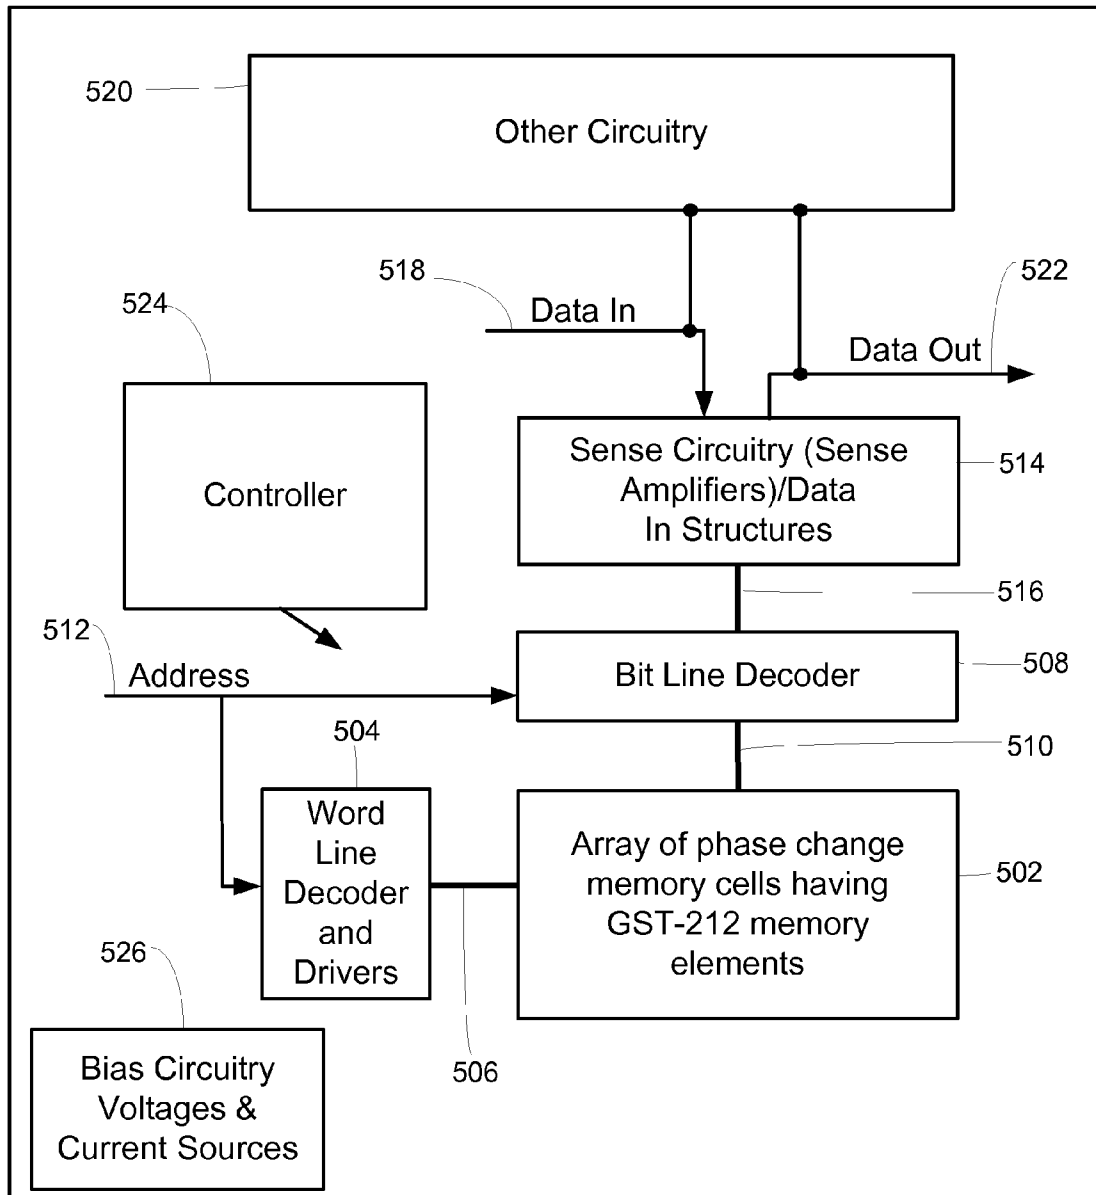 520
Other Circuitry
518
522
524
Data In
Data Out
Controller
Sense Circuitry (Sense
Amplifiers)/Data
In Structures
514
516
512
Address
Bit Line Decoder
508
504
510
Word
Line
Decoder
and
Drivers
Array of phase change
memory cells having
GST-212 memory
elements
502
526
506
Bias Circuitry
Voltages &
Current Sources